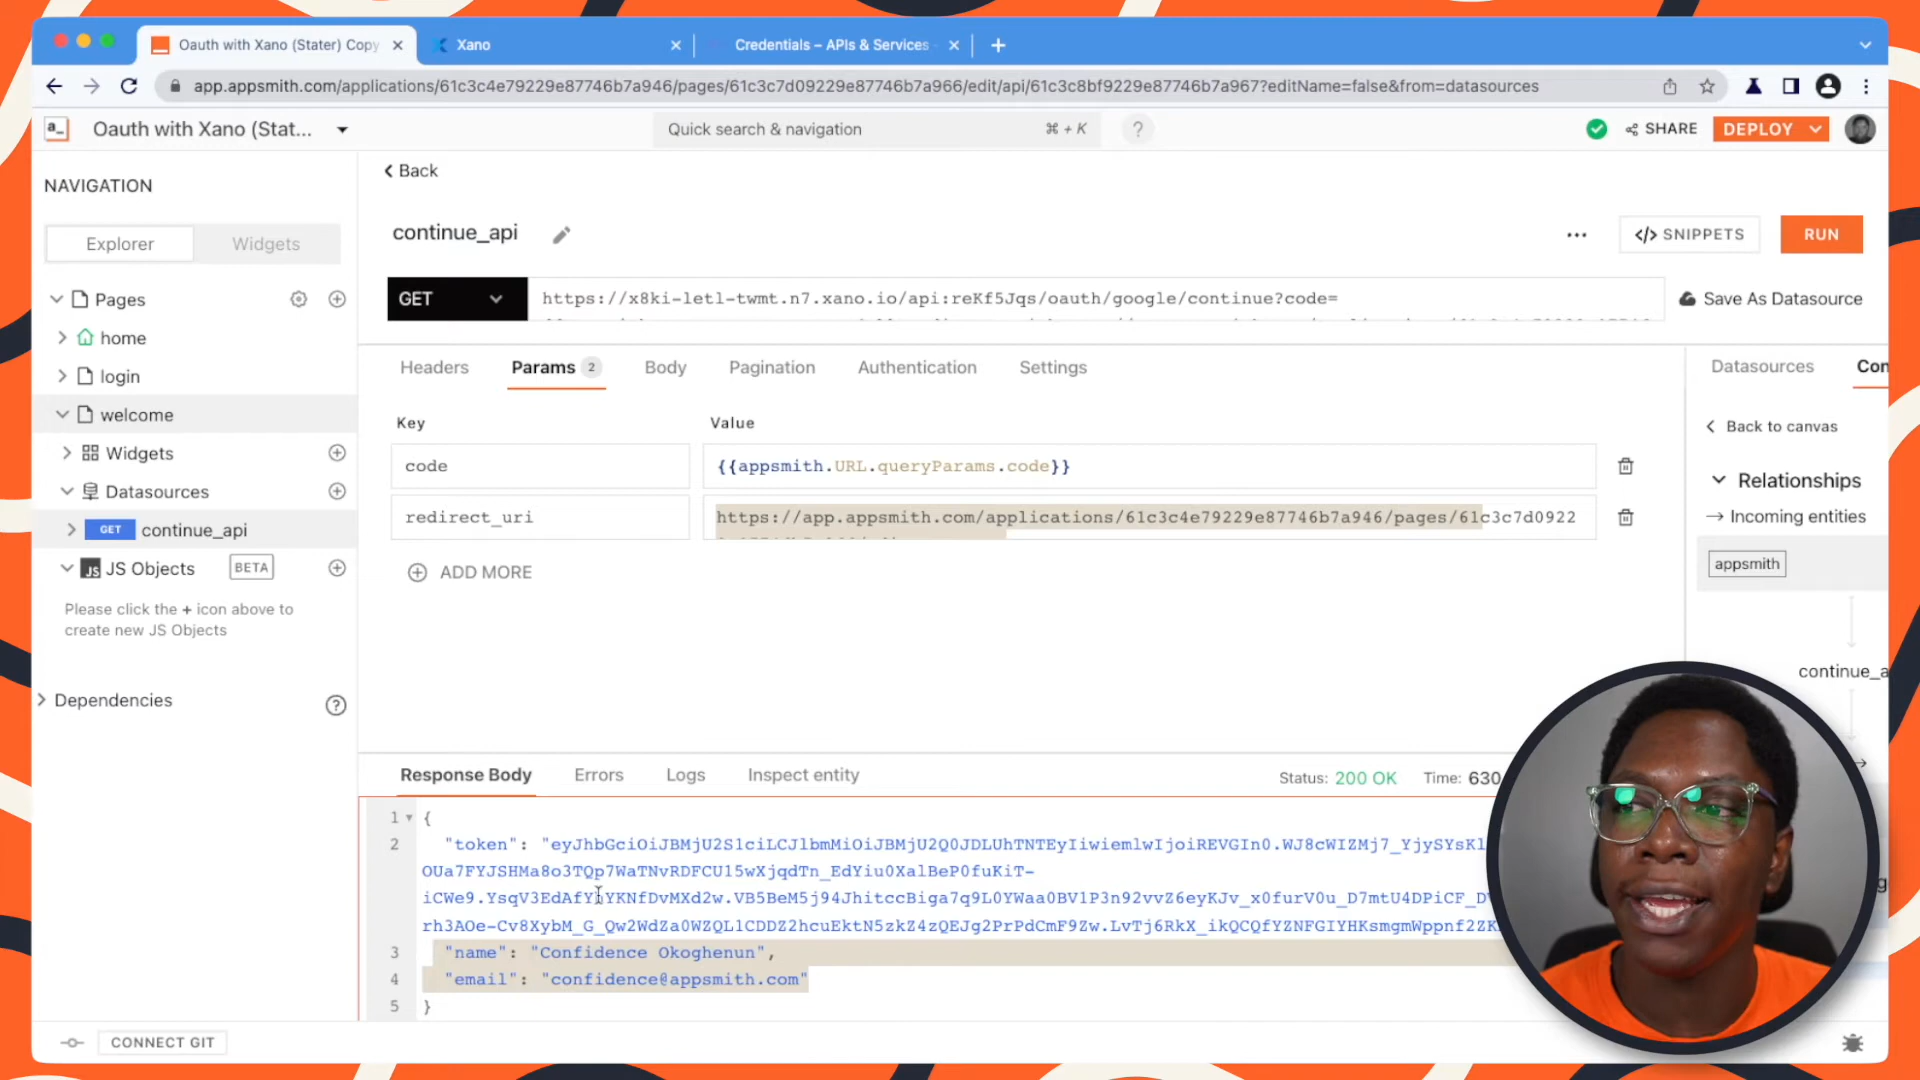 Oauth with Xano (Stater) Copy
Xano
Credentials – APIs & Services
app.appsmith.com/applications/61c3c4e79229e87746b7a946/pages/61c3c7d09229e87746b7a966/edit/api/61c3c8bf9229e87746b7a967?editName=false&from=datasources
a_
Oauth with Xano (Stat...
Quick search & navigation
⌘ + K
?
SHARE
DEPLOY
NAVIGATION
Back
Explorer
Widgets
continue_api
SNIPPETS
RUN
Pages
GET
https://x8ki-letl-twmt.n7.xano.io/api:reKf5Jqs/oauth/google/continue?code=
Save As Datasource
home
login
welcome
Widgets
Datasources
GET continue_api
JS JS Objects BETA
Please click the + icon above to
create new JS Objects
Dependencies
?
Headers
Params 2
Body
Pagination
Authentication
Settings
Datasources
Con
Key
Value
Back to canvas
code
{{appsmith.URL.queryParams.code}}
Relationships
redirect_uri
https://app.appsmith.com/applications/61c3c4e79229e87746b7a946/pages/61c3c7d0922
Incoming entities
ADD MORE
appsmith
continue_a
Response Body
Errors
Logs
Inspect entity
Status: 200 OK
Time: 630
1 {
2 "token": "eyJhbGciOiJBMjU2S1ciLCJlbmMiOiJBMjU2Q0JDLUhTNTEyIiwiemlwIjoiREVGIn0.WJ8cWIZMj7_YjySYsKl
OUa7FYJSHMa8o3TQp7WaTNvRDFCU15wXjqdTn_EdYiu0XalBeP0fuKiT-
iCWe9.YsqV3EdAfYiYKNfDvMXd2w.VB5BeM5j94JhitccBiga7q9L0YWaa0BV1P3n92vvZ6eyKJv_x0furV0u_D7mtU4DPiCF_D
rh3AOe-Cv8XybM_G_Qw2WdZa0WZQL1CDDZ2hcuEktN5zkZ4zQEJg2PrPdCmF9Zw.LvTj6RkX_ikQCQfYZNFGIYHKsmgmWppnf2ZK
3 "name": "Confidence Okoghenun",
4 "email": "confidence@appsmith.com"
5 }
CONNECT GIT